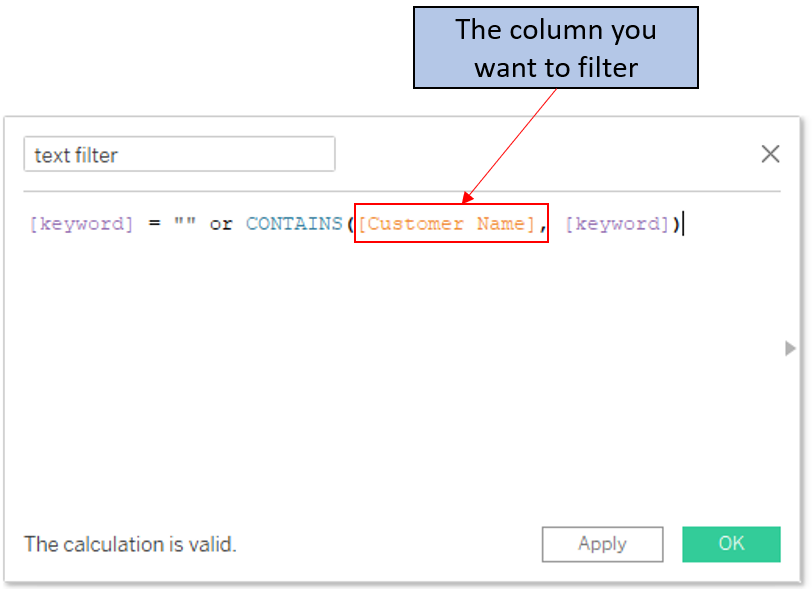 The column you
want to filter
text filter
[keyword] = "" or CONTAINS([Customer Name], [keyword])
The calculation is valid.
Apply
OK